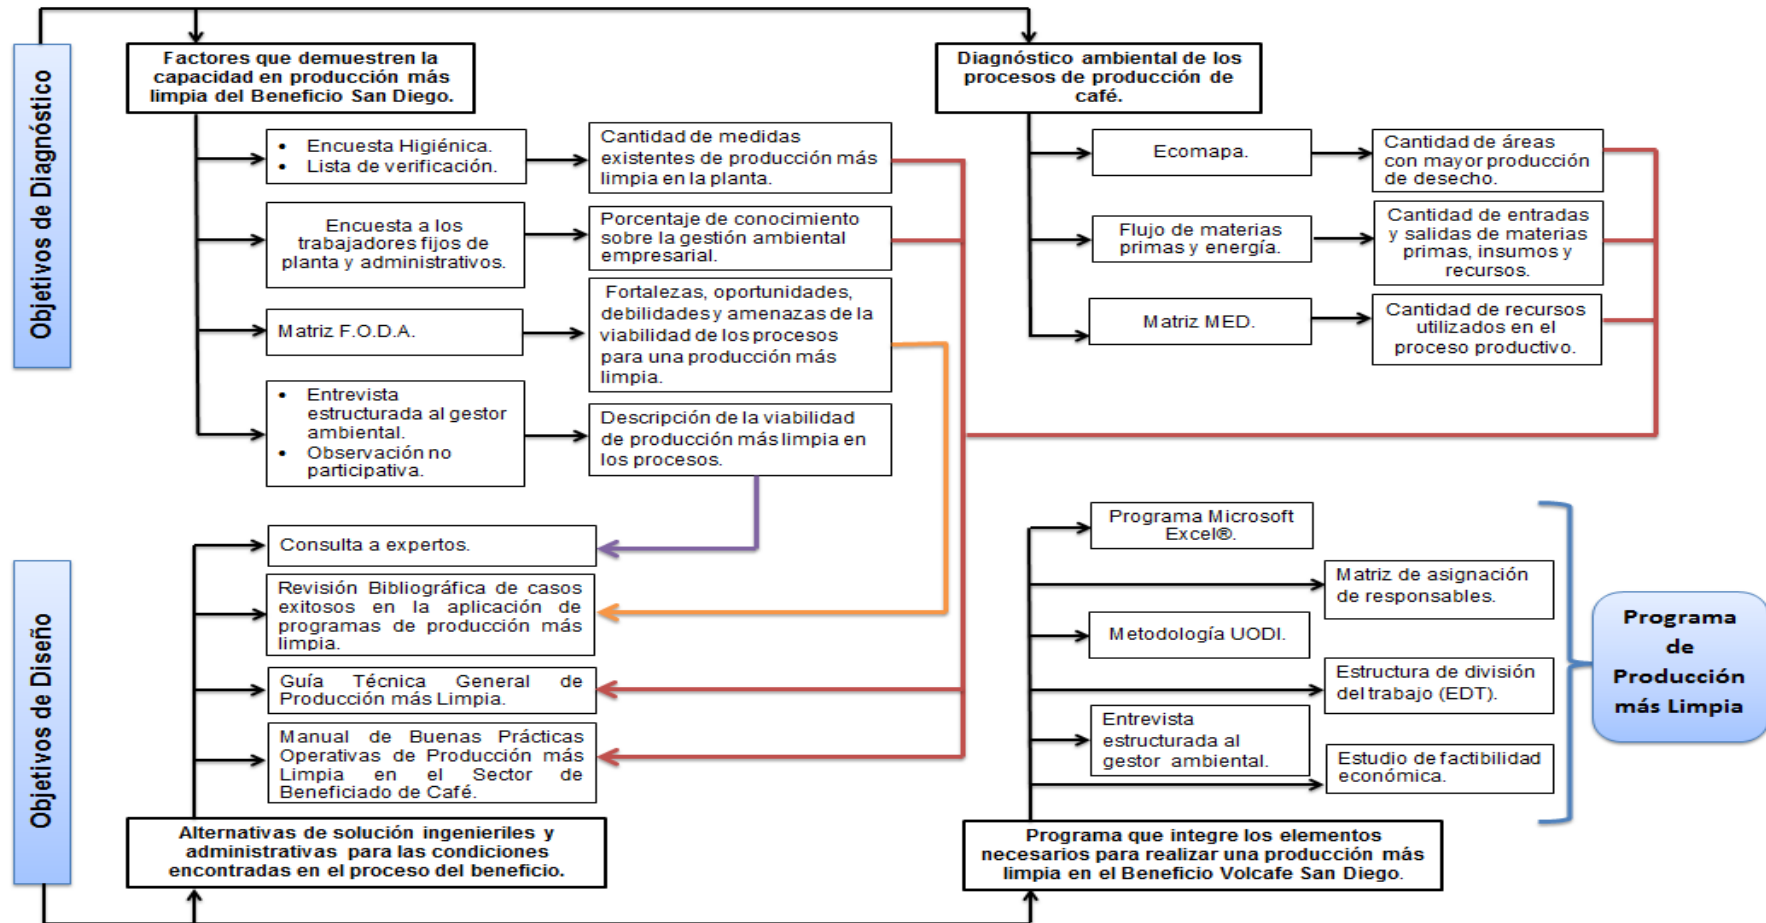 Objetivos de Diagnóstico
Factores que demuestren la
capacidad en producción más
limpia del Beneficio San Diego.
• Encuesta Higiénica.
• Lista de verificación.
Cantidad de medidas
existentes de producción más
limpia en la planta.
Encuesta a los
trabajadores fijos de
planta y administrativos.
Porcentaje de conocimiento
sobre la gestión ambiental
empresarial.
Matriz F.O.D.A.
Fortalezas, oportunidades,
debilidades y amenazas de la
viabilidad de los procesos
para una producción más
limpia.
• Entrevista
estructurada al gestor
ambiental.
• Observación no
participativa.
Descripción de la viabilidad
de producción más limpia en
los procesos.
Diagnóstico ambiental de los
procesos de producción de
café.
Ecomapa.
Cantidad de áreas
con mayor producción
de desecho.
Flujo de materias
primas y energía.
Cantidad de entradas
y salidas de materias
primas, insumos y
recursos.
Matriz MED.
Cantidad de recursos
utilizados en el
proceso productivo.
Objetivos de Diseño
Consulta a expertos.
Revisión Bibliográfica de casos
exitosos en la aplicación de
programas de producción más
limpia.
Guía Técnica General de
Producción más Limpia.
Manual de Buenas Prácticas
Operativas de Producción más
Limpia en el Sector de
Beneficiado de Café.
Alternativas de solución ingenieriles y
administrativas para las condiciones
encontradas en el proceso del beneficio.
Programa Microsoft
Excel®.
Matriz de asignación
de responsables.
Metodología UODI.
Estructura de división
del trabajo (EDT).
Entrevista
estructurada al
gestor ambiental.
Estudio de factibilidad
económica.
Programa que integre los elementos
necesarios para realizar una producción más
limpia en el Beneficio Volcafe San Diego.
Programa
de
Producción
más Limpia